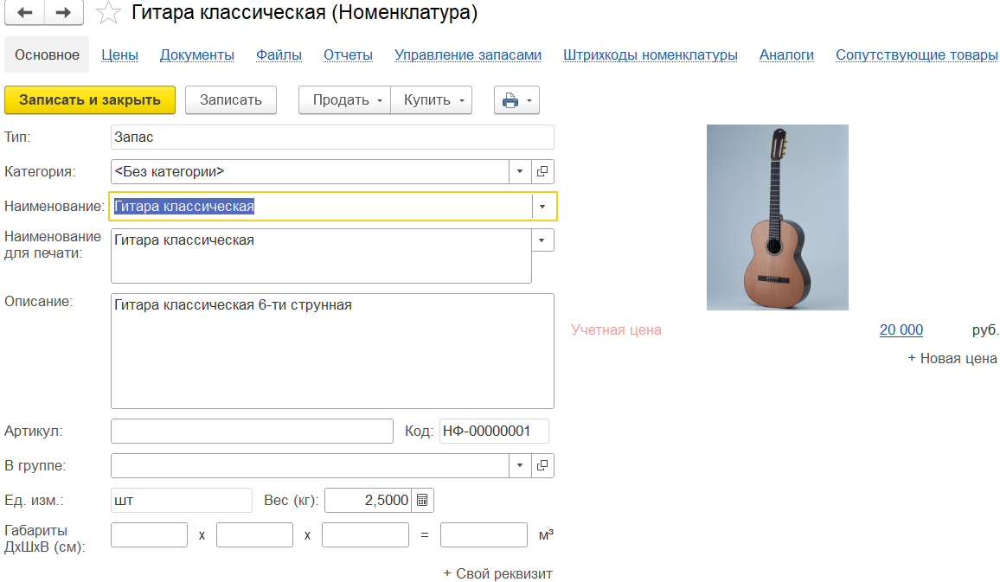 Гитара классическая (Номенклатура)
Основное Цены Документы Файлы Отчеты Управление запасами Штрихкоды номенклатуры Аналоги Сопутствующие товары
Записать и закрыть Записать Продать Купить
Тип: Запас
Категория: <Без категории>
Наименование: Гитара классическая
Наименование для печати: Гитара классическая
Описание: Гитара классическая 6-ти струнная
Учетная цена 20 000 руб.
+ Новая цена
Артикул: Код: НФ-00000001
В группе:
Ед. изм.: шт Вес (кг): 2,5000
Габариты ДхШхВ (см): х х = м³
+ Свой реквизит